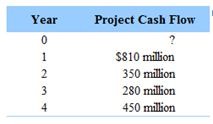 Year Project Cash Flow
0 ?
1 $810 million
2 350 million
3 280 million
4 450 million